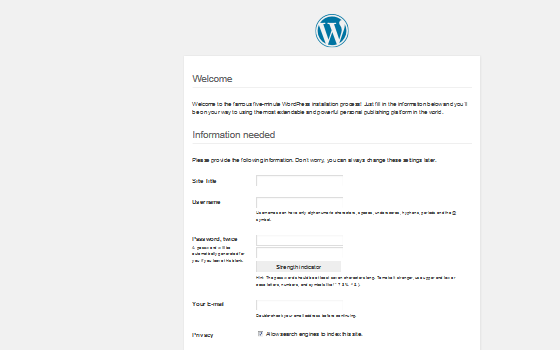 Welcome
Welcome to the famous five-minute WordPress installation process! Just fill in the information below and you'll
be on your way to using the most extendable and powerful personal publishing platform in the world.
Information needed
Please provide the following information. Don't worry, you can always change these settings later.
Site Title
Username
Usernames can have only alphanumeric characters, spaces, underscores, hyphens, periods and the @
symbol.
Password, twice
A password will be
automatically generated for
you if you leave this blank.
Strength indicator
Hint: The password should be at least seven characters long. To make it stronger, use upper and lower
case letters, numbers, and symbols like ! " ? $ % ^ & ).
Your E-mail
Double-check your email address before continuing.
Privacy
Allow search engines to index this site.